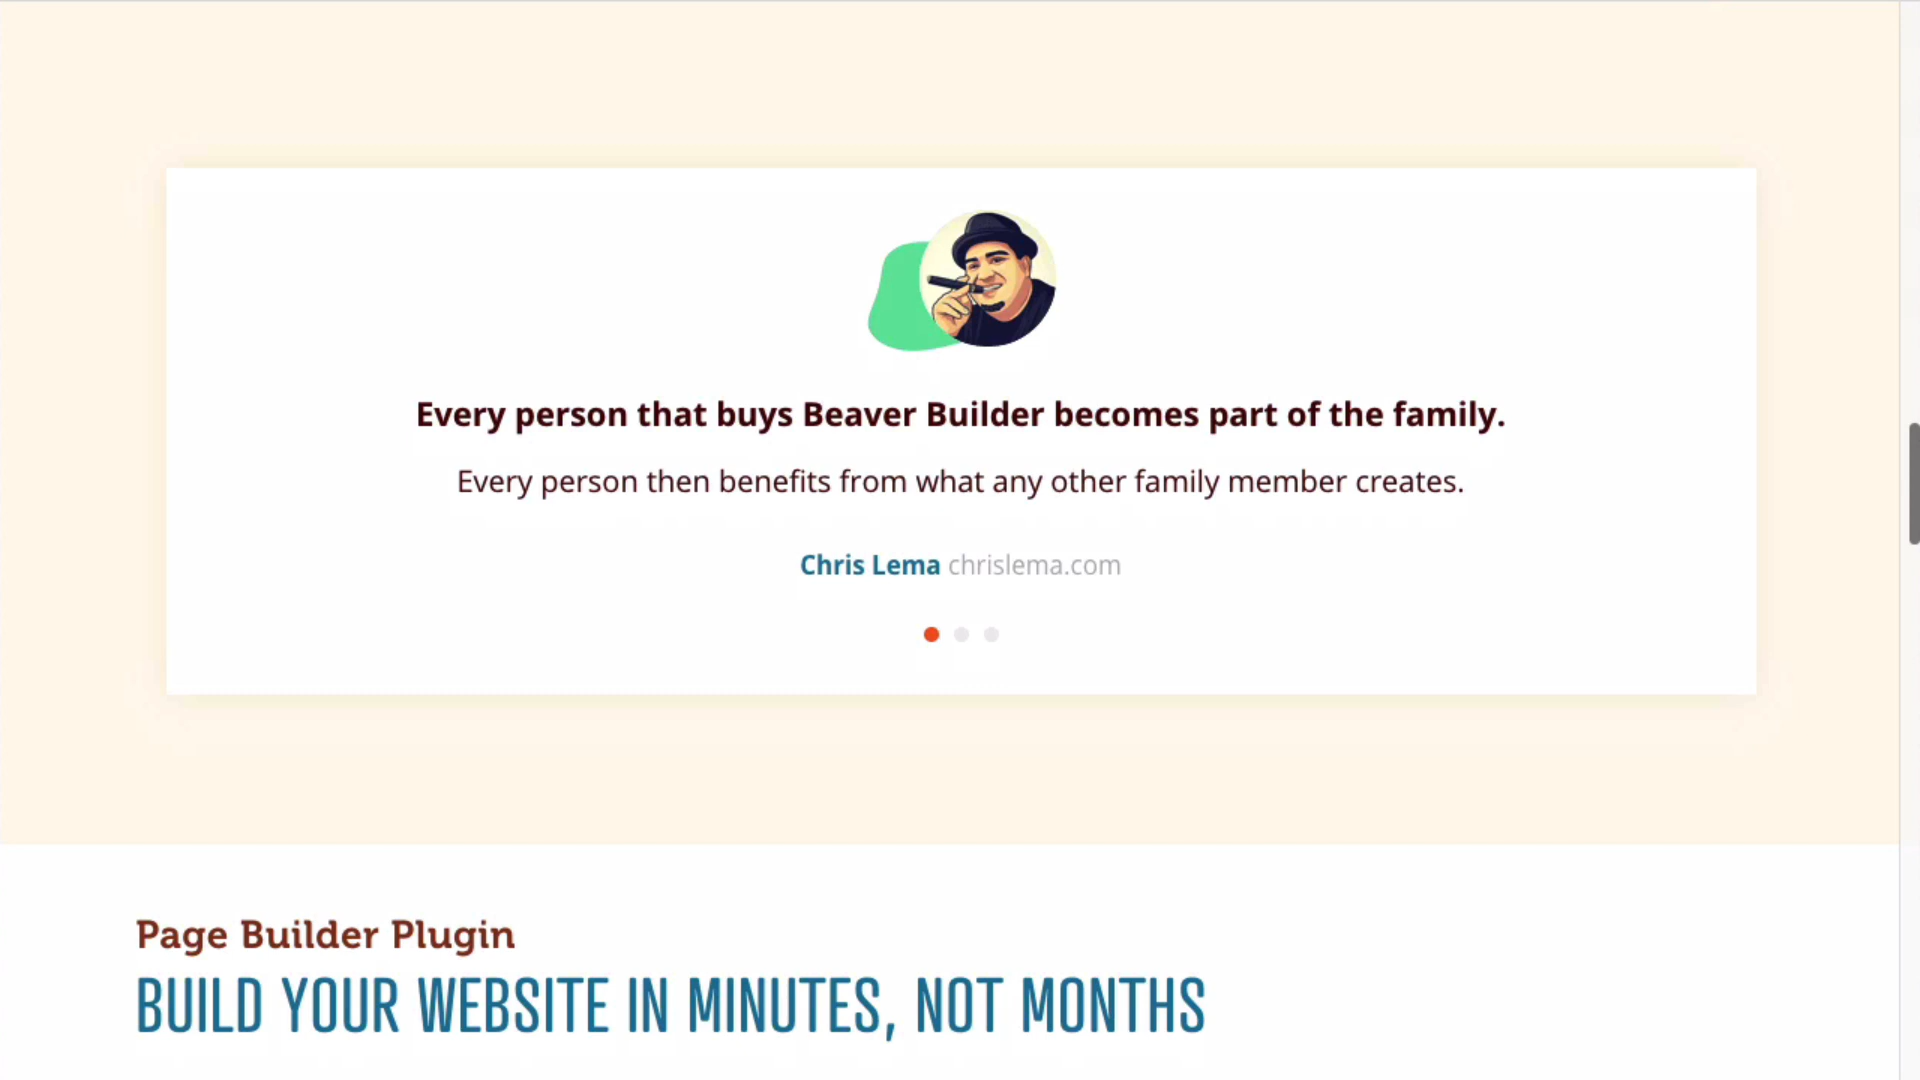 Every person that buys Beaver Builder becomes part of the family.
Every person then benefits from what any other family member creates.
Chris Lema chrislema.com
Page Builder Plugin
BUILD YOUR WEBSITE IN MINUTES, NOT MONTHS